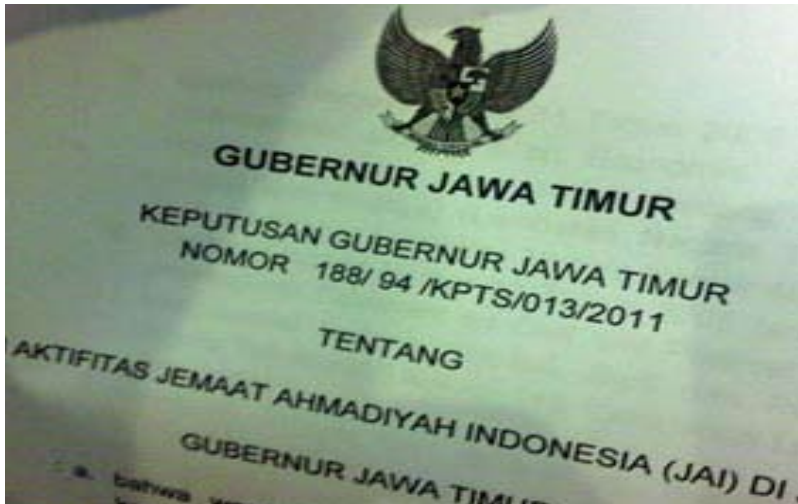 GUBERNUR JAWA TIMUR
KEPUTUSAN GUBERNUR JAWA TIMUR
NOMOR 188/ 94 /KPTS/013/2011
TENTANG
AKTIFITAS JEMAAT AHMADIYAH INDONESIA (JAI) DI
GUBERNUR JAWA TIMUR
a. bahwa